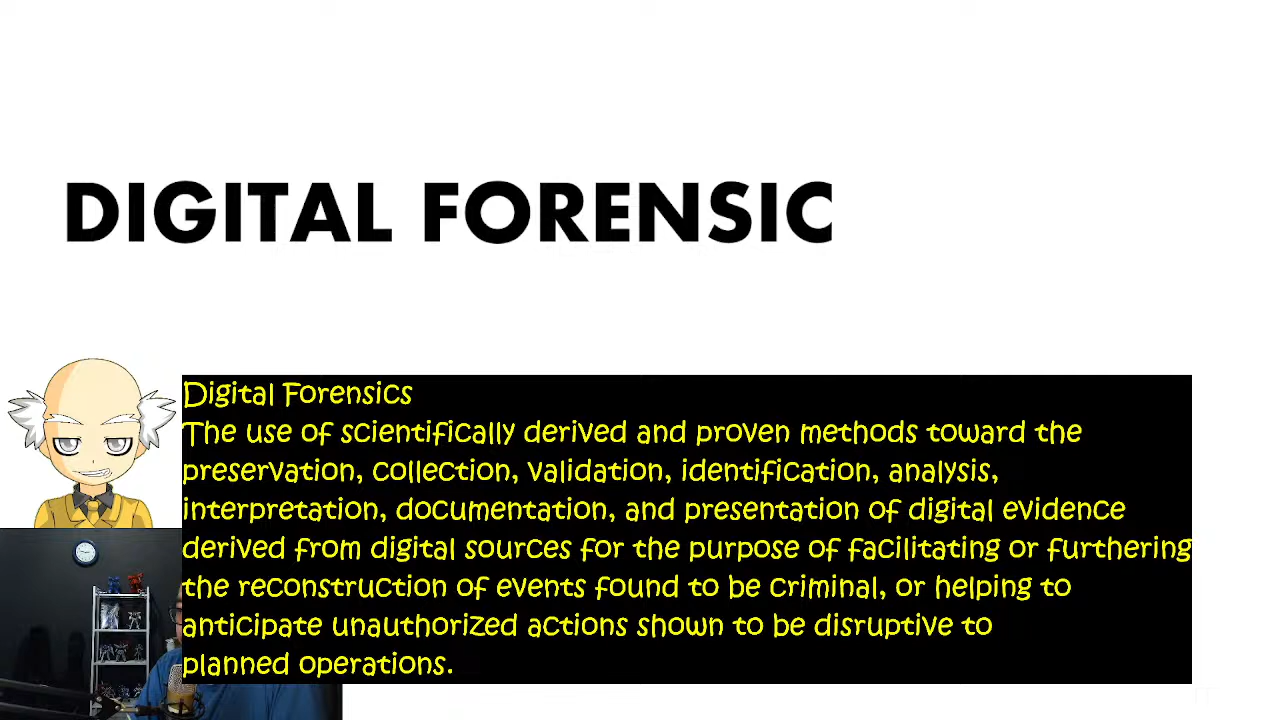 DIGITAL FORENSIC
Digital Forensics
The use of scientifically derived and proven methods toward the
preservation, collection, validation, identification, analysis,
interpretation, documentation, and presentation of digital evidence
derived from digital sources for the purpose of facilitating or furthering
the reconstruction of events found to be criminal, or helping to
anticipate unauthorized actions shown to be disruptive to
planned operations.